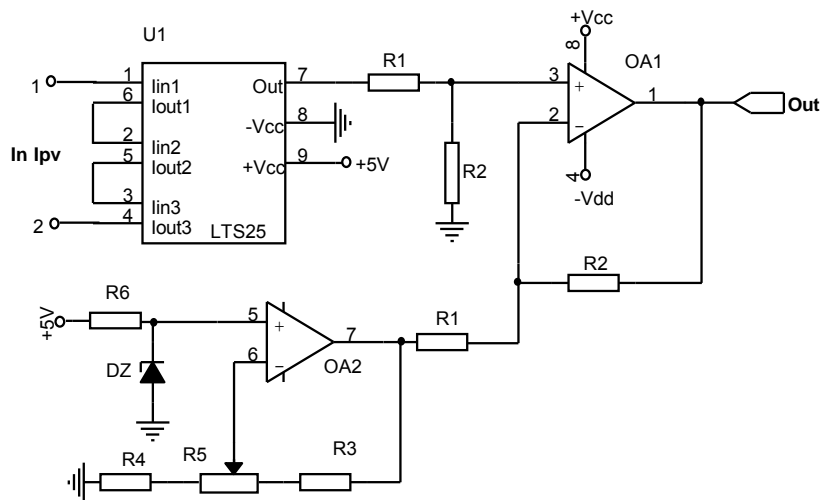 U1
+Vcc
8
OA1
1
1
Iin1
Out
7
R1
3
+
1
Out
6
Iout1
-Vcc
8
2
−
2
Iin2
In Ipv
5
Iout2
+Vcc
9
+5V
R2
4
-Vdd
3
Iin3
2
4
Iout3
LTS25
R2
R6
+5V
5
+
7
R1
6
−
OA2
DZ
R4
R5
R3